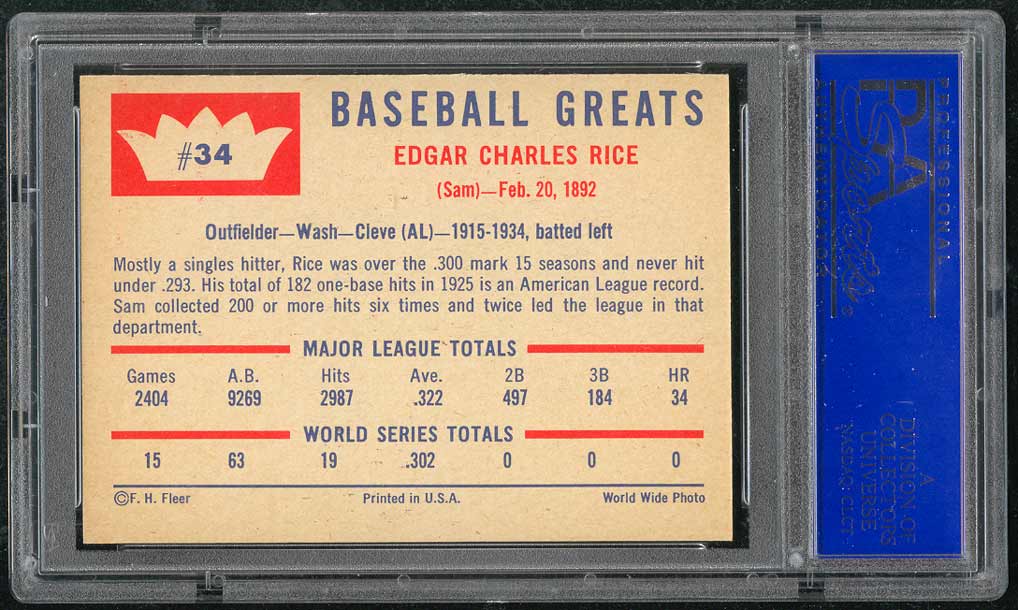 #34
BASEBALL GREATS
EDGAR CHARLES RICE
(Sam)—Feb. 20, 1892
Outfielder—Wash—Cleve (AL)—1915-1934, batted left
Mostly a singles hitter, Rice was over the .300 mark 15 seasons and never hit
under .293. His total of 182 one-base hits in 1925 is an American League record.
Sam collected 200 or more hits six times and twice led the league in that
department.
MAJOR LEAGUE TOTALS
Games A.B. Hits Ave. 2B 3B HR
2404 9269 2987 .322 497 184 34
WORLD SERIES TOTALS
15 63 19 .302 0 0 0
©F. H. Fleer Printed in U.S.A. World Wide Photo
PROFESSIONAL
PSA
Sports
AUTHENTICATOR
A
DIVISION OF
COLLECTORS
UNIVERSE
NASDAQ: CLCT